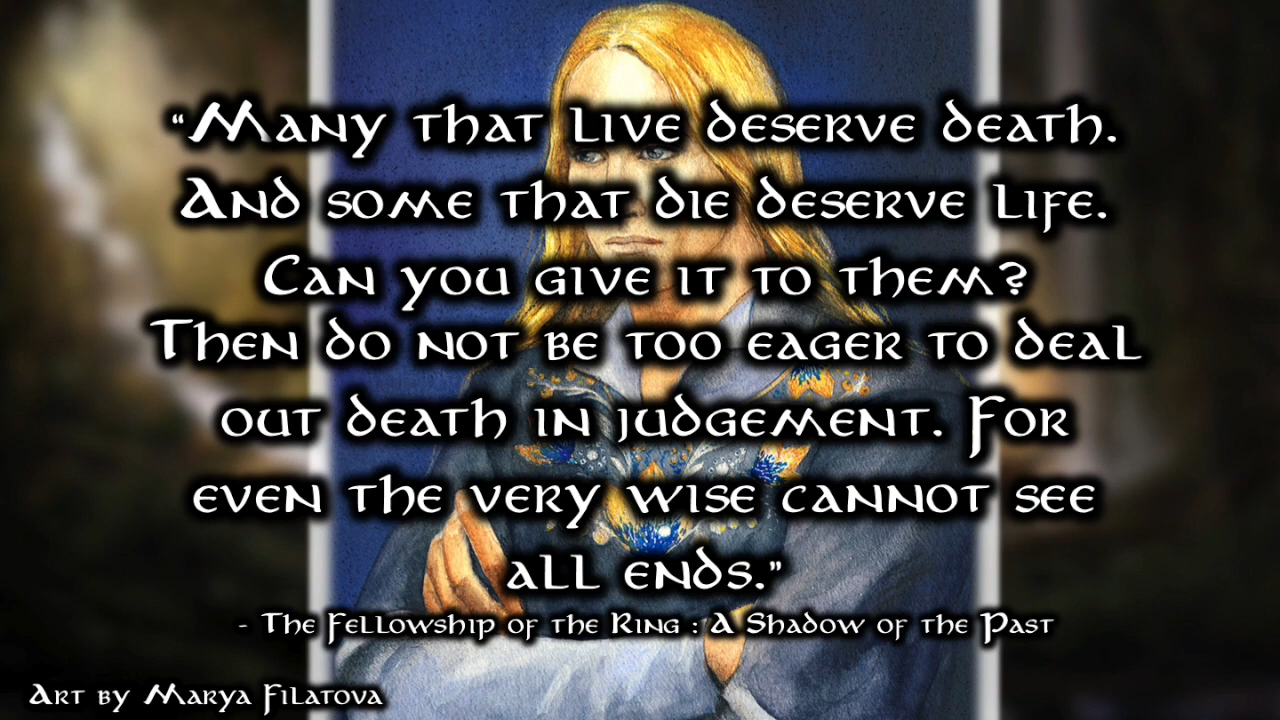 “Many that live deserve death.
And some that die deserve life.
Can you give it to them?
Then do not be too eager to deal
out death in judgement. For
even the very wise cannot see
all ends.”
- The Fellowship of the Ring : A Shadow of the Past
Art by Marya Filatova